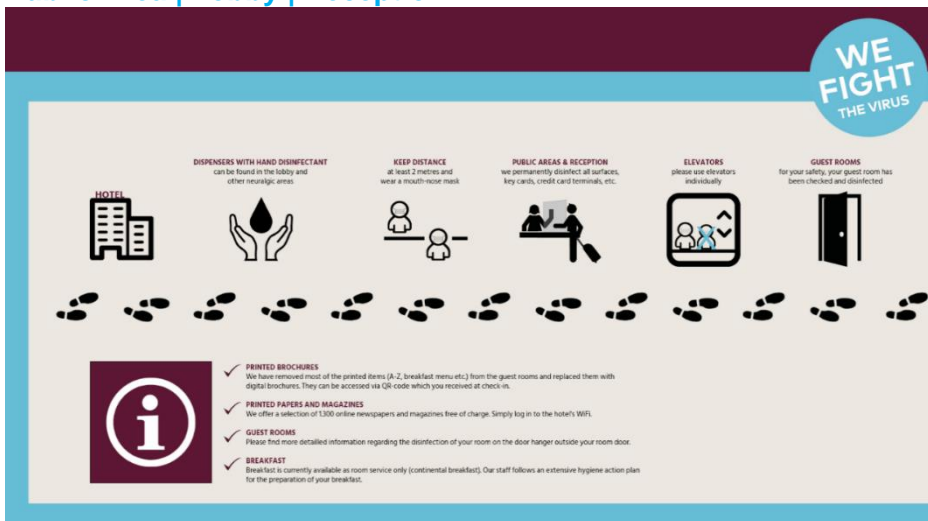 WE
FIGHT
THE VIRUS
HOTEL
DISPENSERS WITH HAND DISINFECTANT
can be found in the lobby and
other neuralgic areas
KEEP DISTANCE
at least 2 metres and
wear a mouth-nose mask
PUBLIC AREAS & RECEPTION
we permanently disinfect all surfaces,
key cards, credit card terminals, etc.
ELEVATORS
please use elevators
individually
GUEST ROOMS
for your safety, your guest room has
been checked and disinfected
PRINTED BROCHURES
We have removed most of the printed items (A-Z, breakfast menu etc.) from the guest rooms and replaced them with
digital brochures. They can be accessed via QR-code which you received at check-in.
PRINTED PAPERS AND MAGAZINES
We offer a selection of 1300 online newspapers and magazines free of charge. Simply log in to the hotel's WiFi.
GUEST ROOMS
Please find more detailled information regarding the disinfection of your room on the door hanger outside your room door.
BREAKFAST
Breakfast is currently available as room service only (continental breakfast). Our staff follows an extensive hygiene action plan
for the preparation of your breakfast.